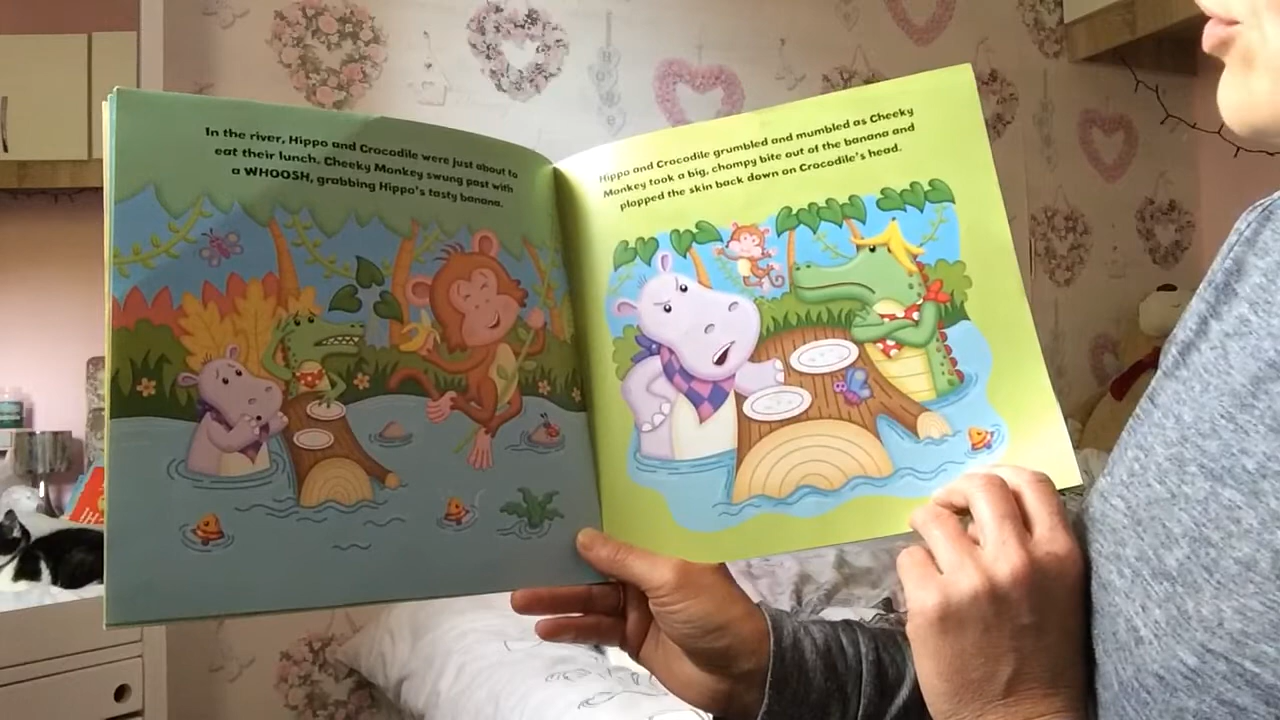 In the river, Hippo and Crocodile were just about to
eat their lunch. Cheeky Monkey swung past with
a WHOOSH, grabbing Hippo's tasty banana.
Hippo and Crocodile grumbled and mumbled as Cheeky
Monkey took a big, chompy bite out of the banana and
plopped the skin back down on Crocodile's head.